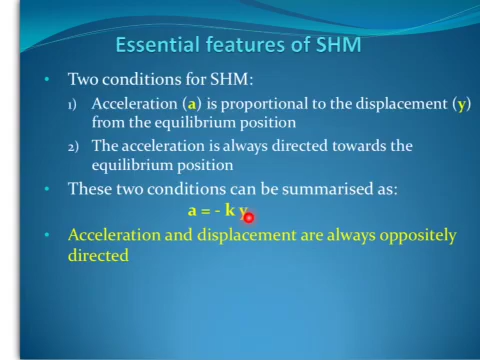 Essential features of SHM
• Two conditions for SHM:
1) Acceleration (a) is proportional to the displacement (y)
from the equilibrium position
2) The acceleration is always directed towards the
equilibrium position
• These two conditions can be summarised as:
a = - k y
• Acceleration and displacement are always oppositely
directed